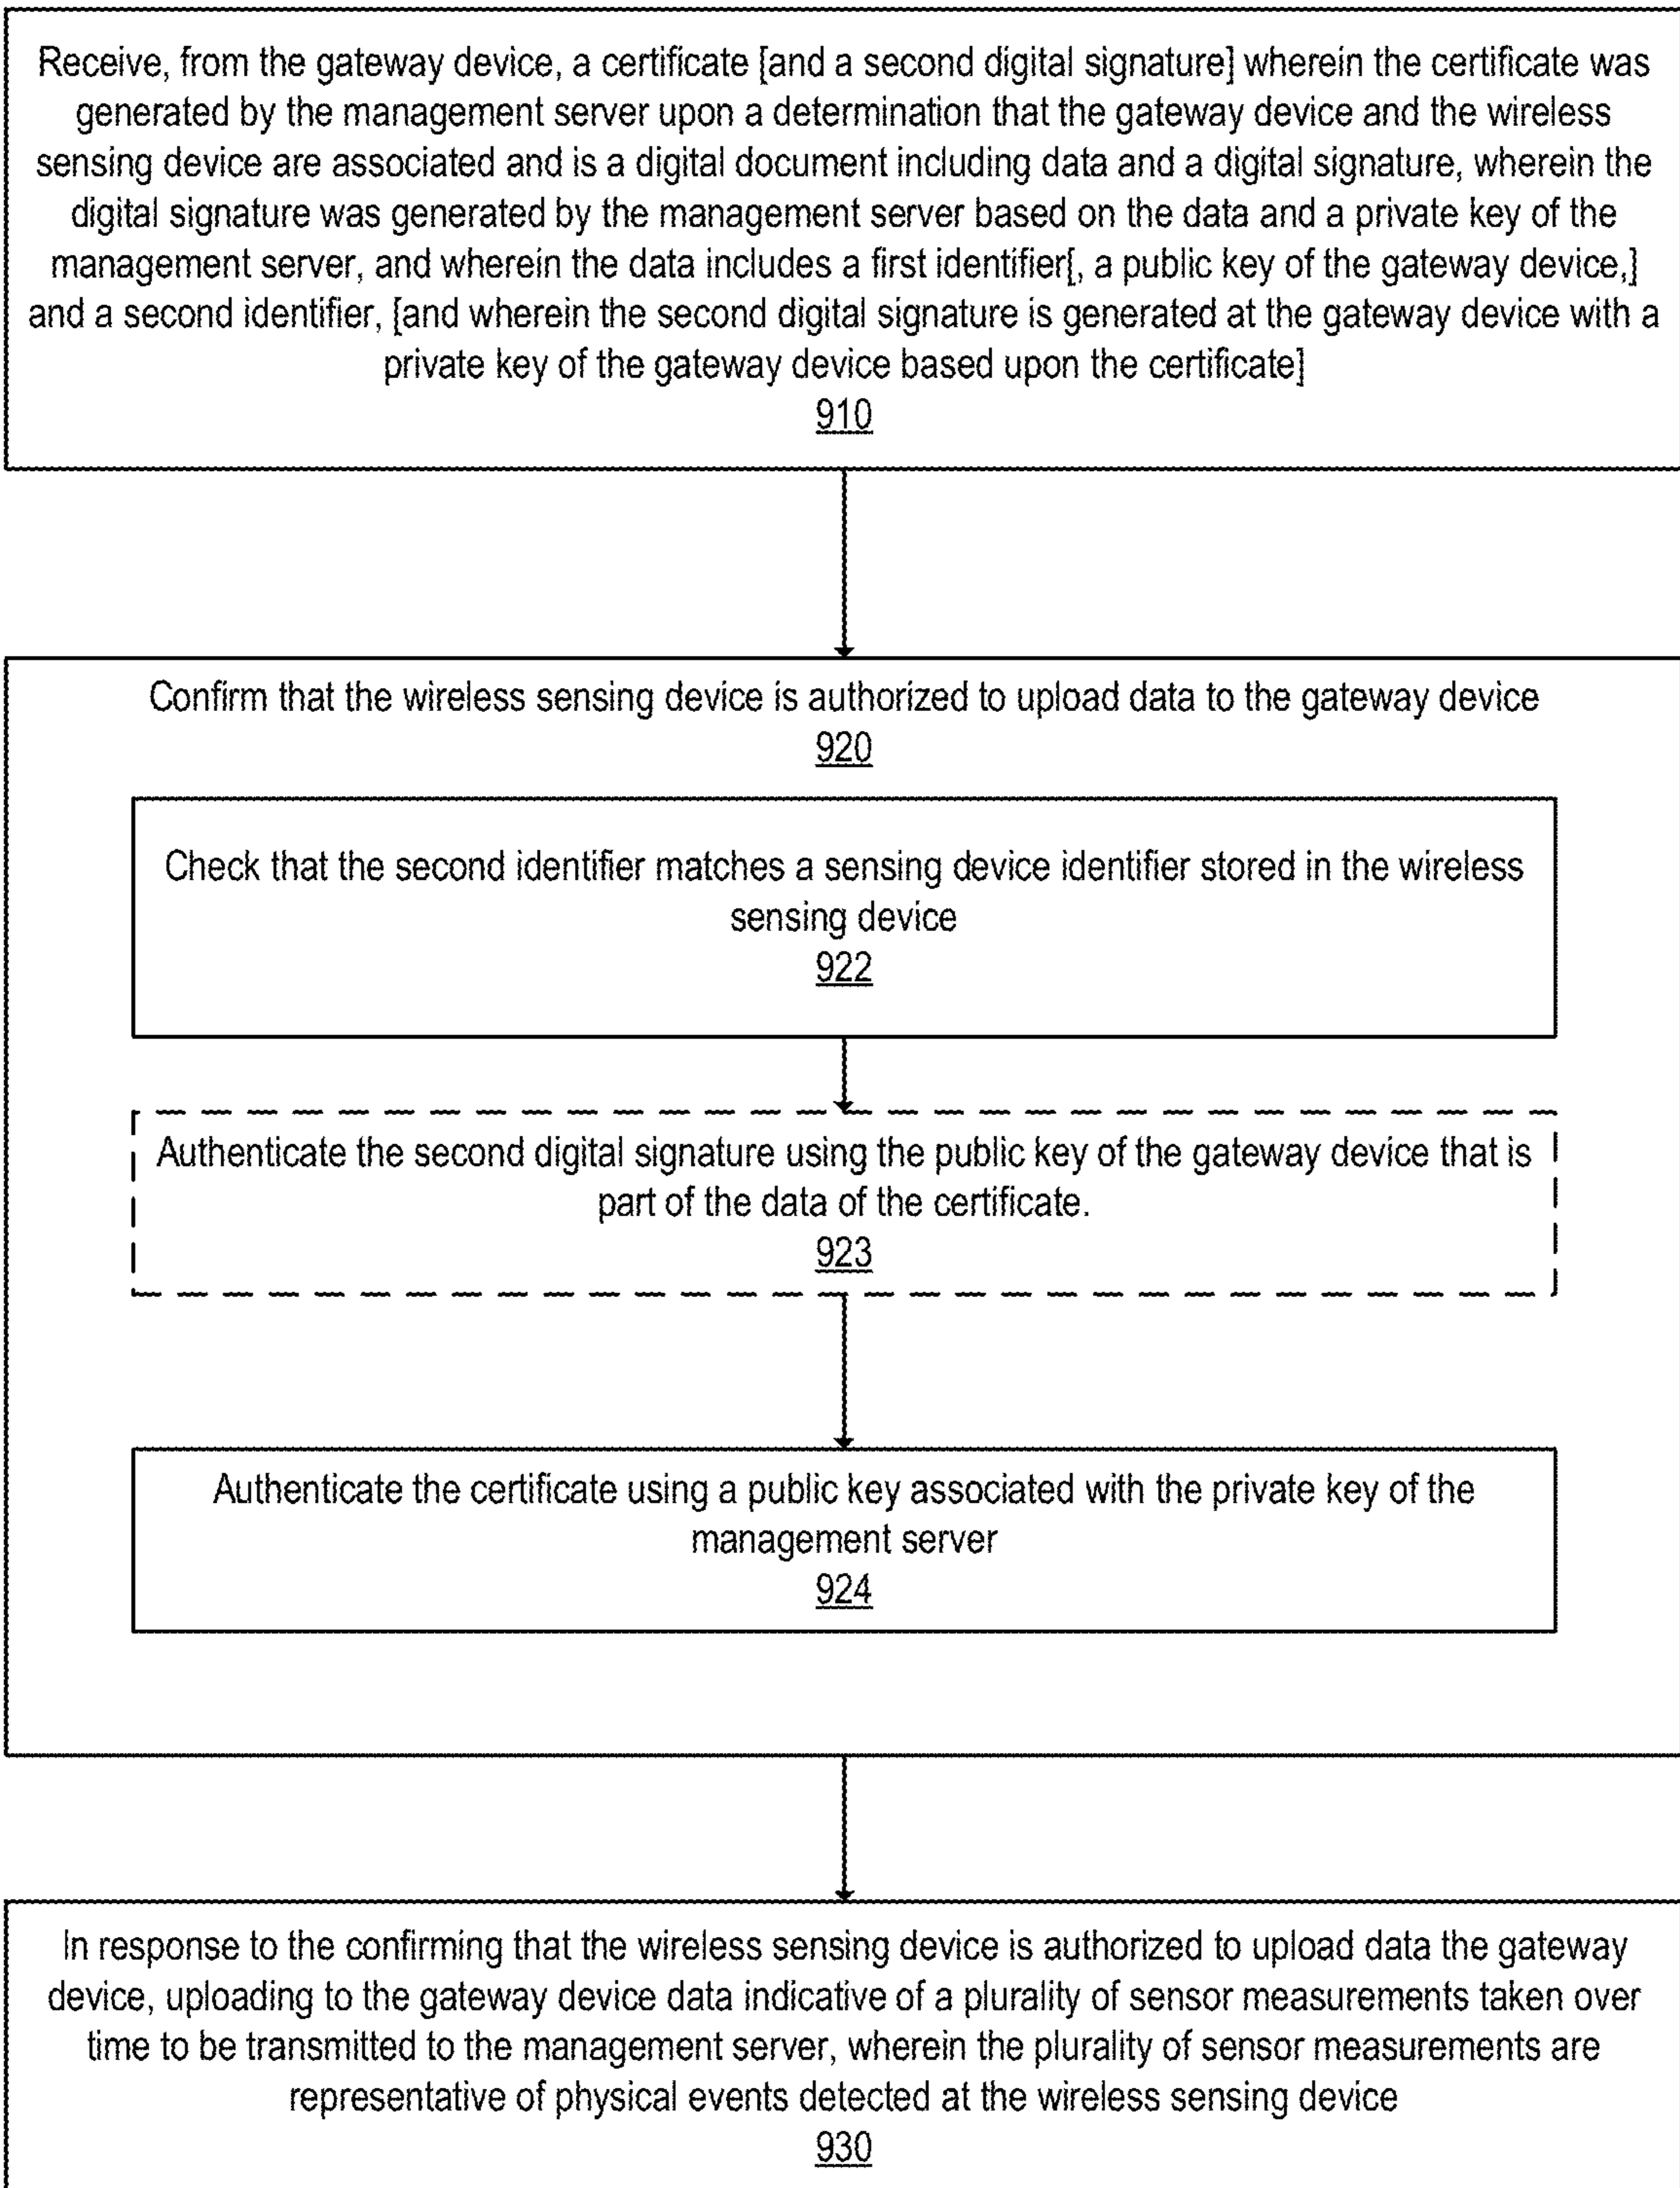 Receive, from the gateway device, a certificate [and a second digital signature] wherein the certificate was
generated by the management server upon a determination that the gateway device and the wireless
sensing device are associated and is a digital document including data and a digital signature, wherein the
digital signature was generated by the management server based on the data and a private key of the
management server, and wherein the data includes a first identifier[, a public key of the gateway device,]
and a second identifier, [and wherein the second digital signature is generated at the gateway device with a
private key of the gateway device based upon the certificate]
910
Confirm that the wireless sensing device is authorized to upload data to the gateway device
920
Check that the second identifier matches a sensing device identifier stored in the wireless
sensing device
922
Authenticate the second digital signature using the public key of the gateway device that is
part of the data of the certificate.
923
Authenticate the certificate using a public key associated with the private key of the
management server
924
In response to the confirming that the wireless sensing device is authorized to upload data the gateway
device, uploading to the gateway device data indicative of a plurality of sensor measurements taken over
time to be transmitted to the management server, wherein the plurality of sensor measurements are
representative of physical events detected at the wireless sensing device
930